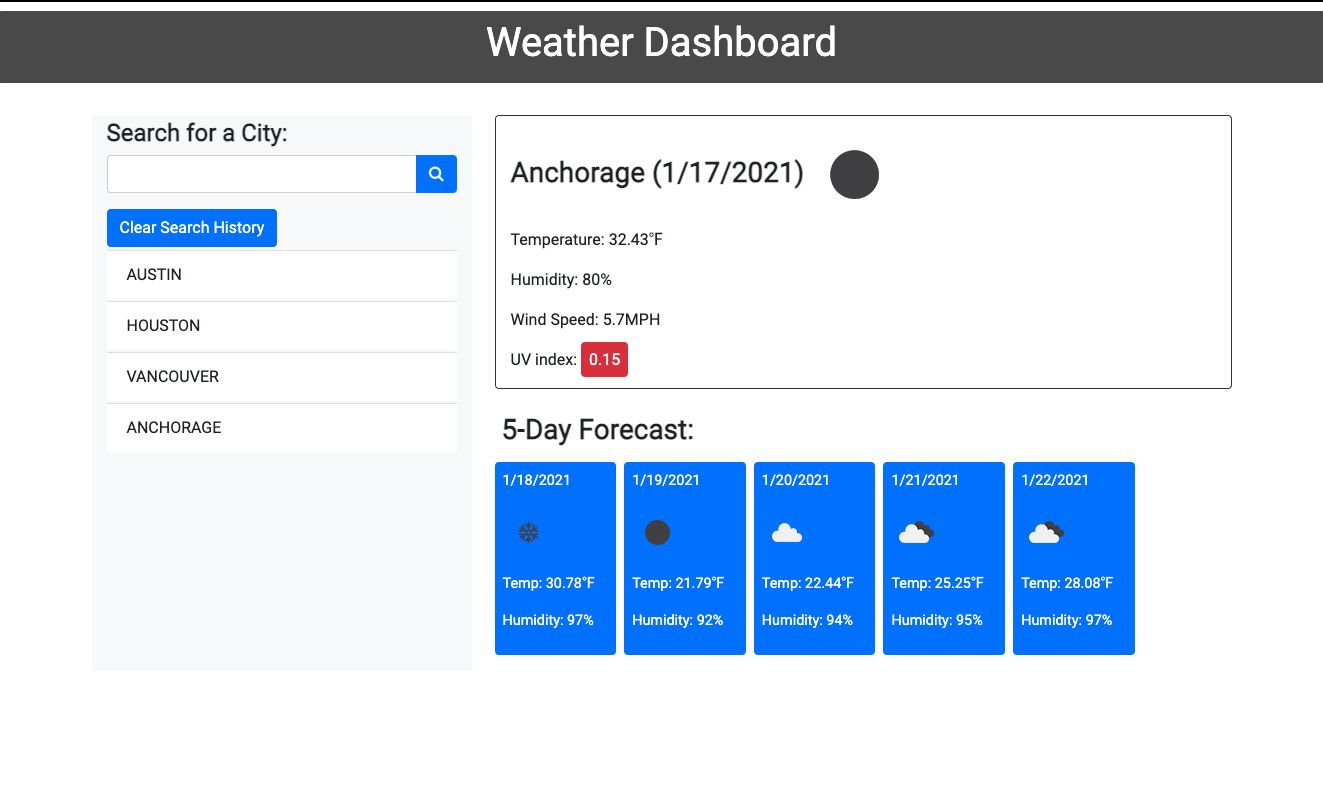 Weather Dashboard
Search for a City:
Clear Search History
AUSTIN
HOUSTON
VANCOUVER
ANCHORAGE
Anchorage (1/17/2021)
Temperature: 32.43°F
Humidity: 80%
Wind Speed: 5.7MPH
UV index: 0.15
5-Day Forecast:
1/18/2021
Temp: 30.78°F
Humidity: 97%
1/19/2021
Temp: 21.79°F
Humidity: 92%
1/20/2021
Temp: 22.44°F
Humidity: 94%
1/21/2021
Temp: 25.25°F
Humidity: 95%
1/22/2021
Temp: 28.08°F
Humidity: 97%